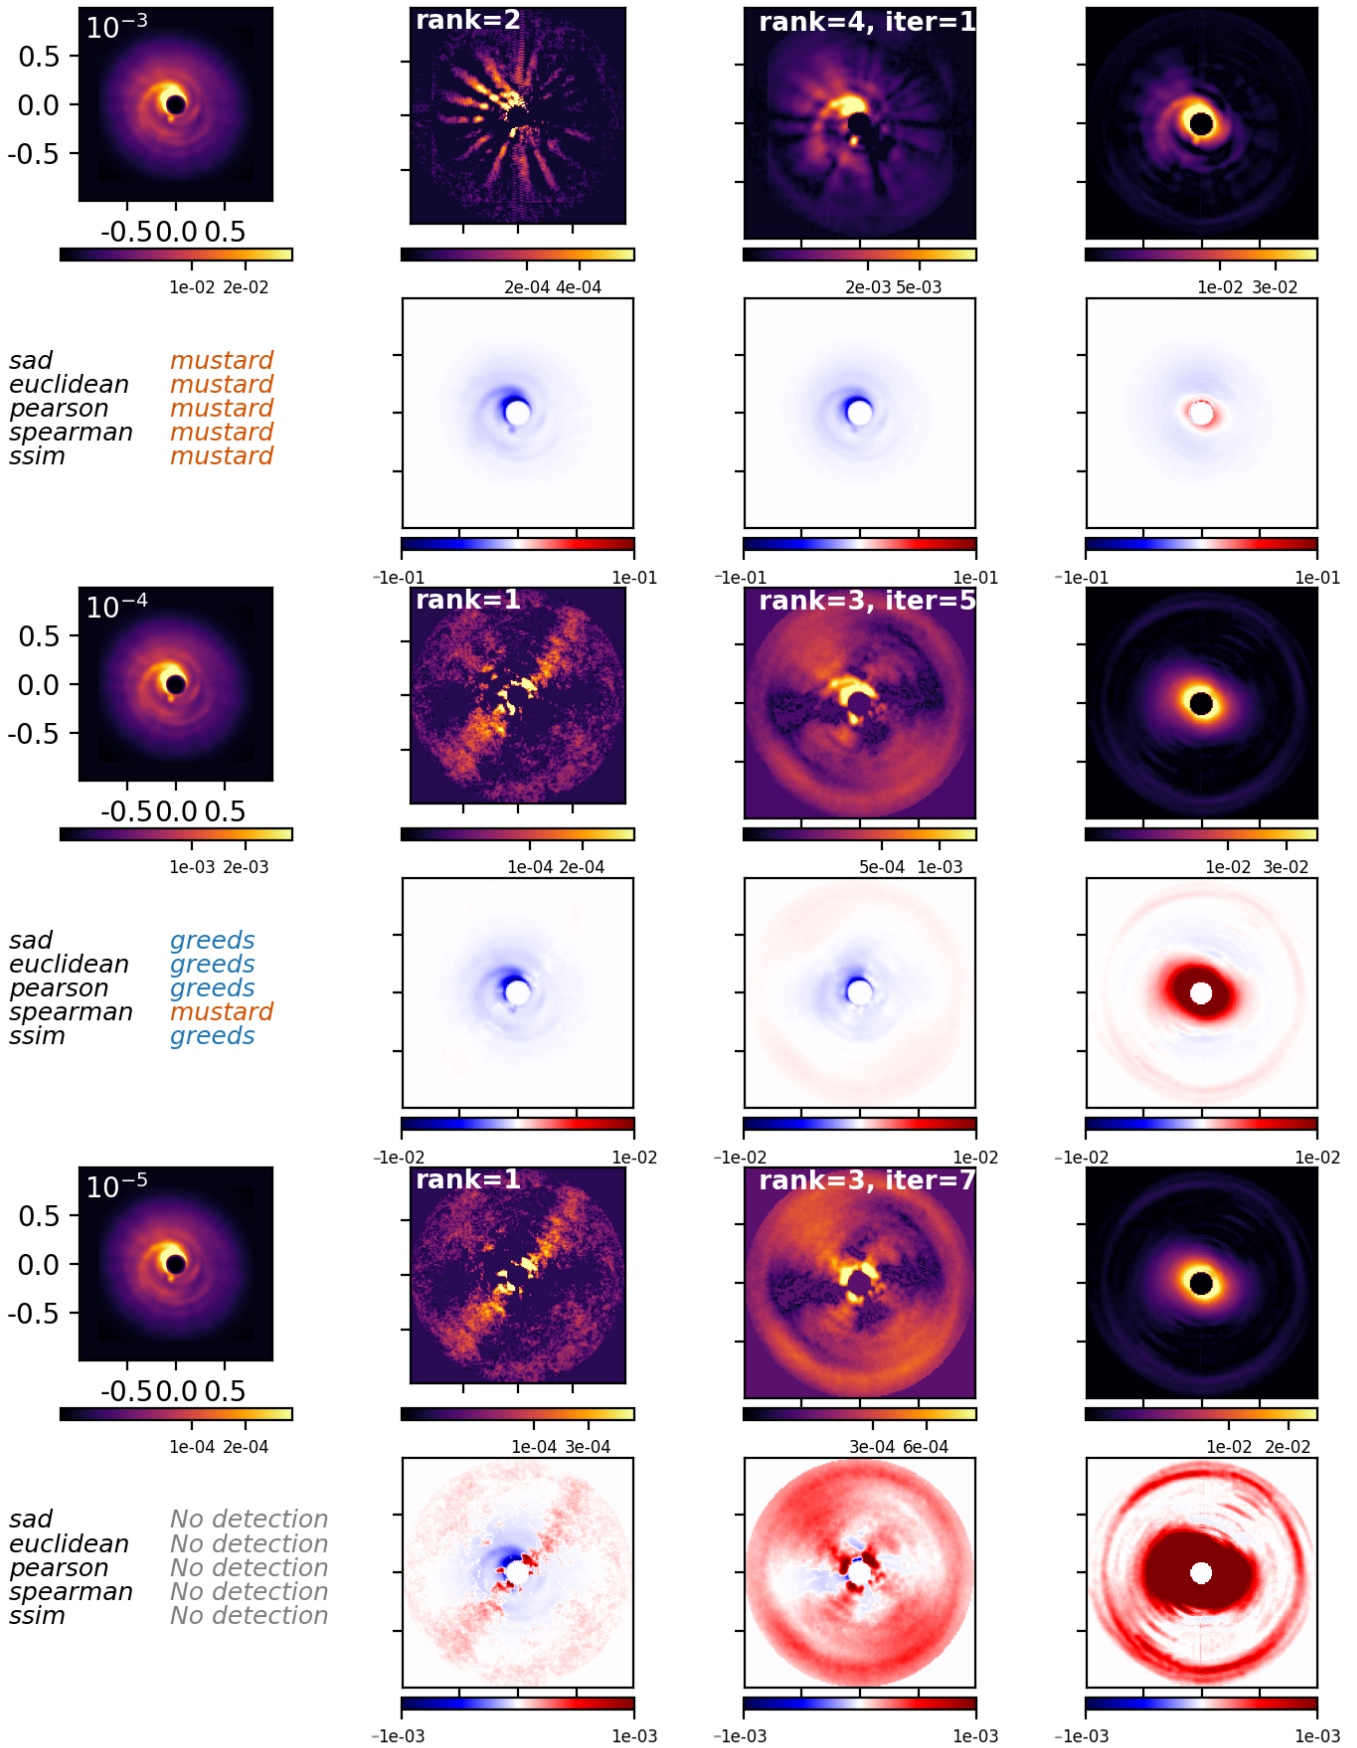 10⁻³
rank=2
rank=4, iter=1
0.5
0.0
-0.5
-0.5 0.0 0.5
1e-02 2e-02
2e-04 4e-04
2e-03 5e-03
1e-02 3e-02
sad mustard
euclidean mustard
pearson mustard
spearman mustard
ssim mustard
−1e-01 1e-01
−1e-01 1e-01
−1e-01 1e-01
10⁻⁴
rank=1
rank=3, iter=5
0.5
0.0
-0.5
-0.5 0.0 0.5
1e-03 2e-03
1e-04 2e-04
5e-04 1e-03
1e-02 3e-02
sad greeds
euclidean greeds
pearson greeds
spearman mustard
ssim greeds
−1e-02 1e-02
−1e-02 1e-02
−1e-02 1e-02
10⁻⁵
rank=1
rank=3, iter=7
0.5
0.0
-0.5
-0.5 0.0 0.5
1e-04 2e-04
1e-04 3e-04
3e-04 6e-04
1e-02 2e-02
sad No detection
euclidean No detection
pearson No detection
spearman No detection
ssim No detection
−1e-03 1e-03
−1e-03 1e-03
−1e-03 1e-03